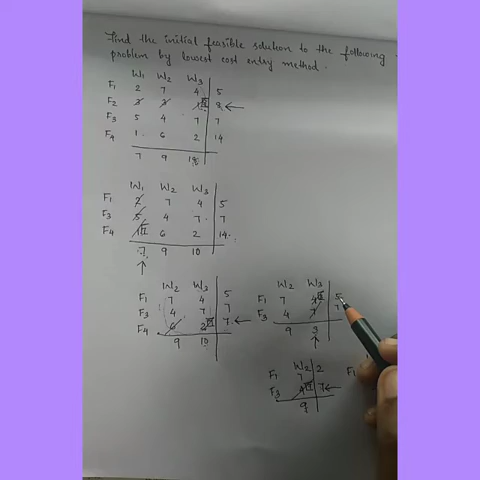 Find the initial feasible solution to the following
problem by lowest cost entry method.
W1 W2 W3
F1 2 7 4 5
F2 3 3 1 8
F3 5 4 7 7
F4 1 6 2 14
7 9 18
W1 W2 W3
F1 2 7 4 5
F3 5 4 7 7
F4 1 6 2 14
7 9 10
W2 W3
F1 7 4 5
F3 4 7 7
F4 6 2 7
9 10
W2 W3
F1 7 4 5
F3 4 7 7
9 3
W2
F1 7 2
F3 4 7
9
F1